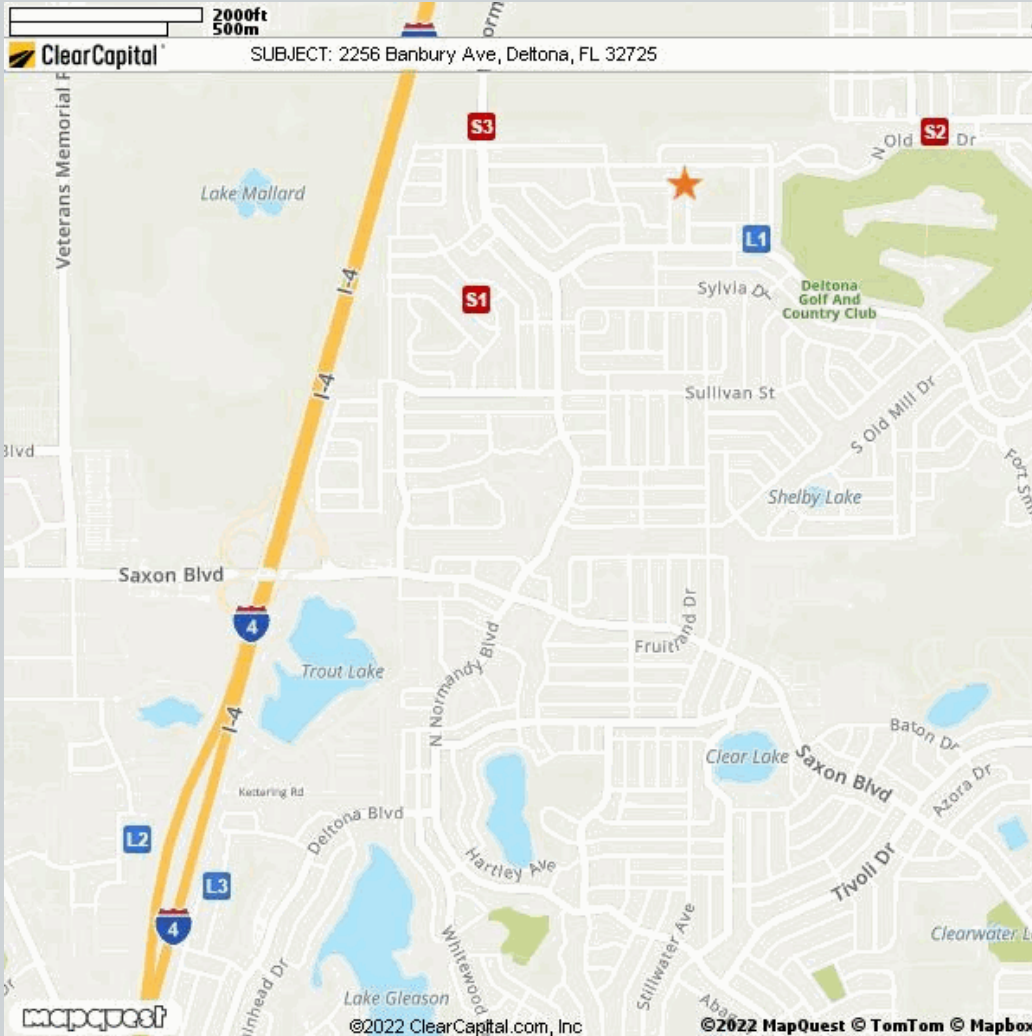 2000ft
500m
ClearCapital
SUBJECT: 2256 Banbury Ave, Deltona, FL 32725
Veterans Memorial
S3
N Old
S2
Dr
Lake Mallard
L1
I-4
S1
Sylvia Dr
Deltona
Golf And
Country Club
I-4
Sullivan St
S Old Mill Dr
Blvd
Shelby Lake
Saxon Blvd
4
Fruitland Dr
Trout Lake
N Normandy Blvd
I-4
Baton Dr
Clear Lake
Saxon Blvd
Azora Dr
Kettering Rd
Deltona Blvd
L2
Hartley Ave
Tivoli Dr
L3
4
Whitewood
Stillwater Ave
Clearwater
Lake Gleason
mapquest
©2022 ClearCapital.com, Inc
©2022 MapQuest © TomTom © Mapbox